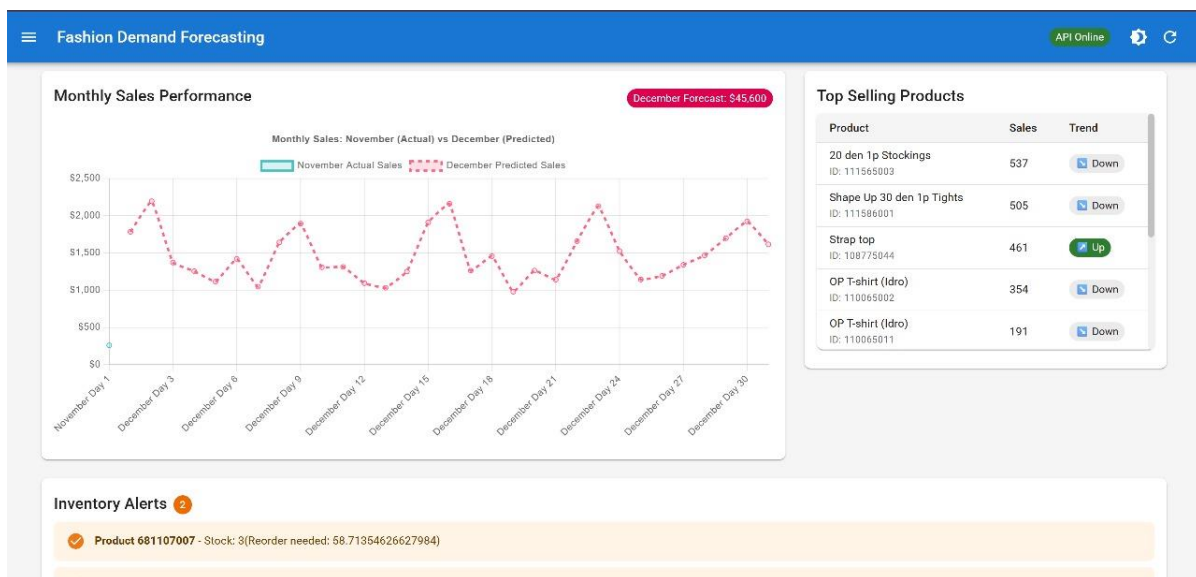 Fashion Demand Forecasting
API Online
Monthly Sales Performance
December Forecast: $45,600
Monthly Sales: November (Actual) vs December (Predicted)
November Actual Sales
December Predicted Sales
$2,500
$2,000
$1,500
$1,000
$500
$0
November Day 1
December Day 3
December Day 6
December Day 9
December Day 12
December Day 15
December Day 18
December Day 21
December Day 24
December Day 27
December Day 30
Top Selling Products
Product Sales Trend
20 den 1p Stockings 537 Down
ID: 111565003
Shape Up 30 den 1p Tights 505 Down
ID: 111586001
Strap top 461 Up
ID: 108775044
OP T-shirt (Idro) 354 Down
ID: 110065002
OP T-shirt (Idro) 191 Down
ID: 110065011
Inventory Alerts 2
Product 681107007 - Stock: 3(Reorder needed: 58.71354626627984)